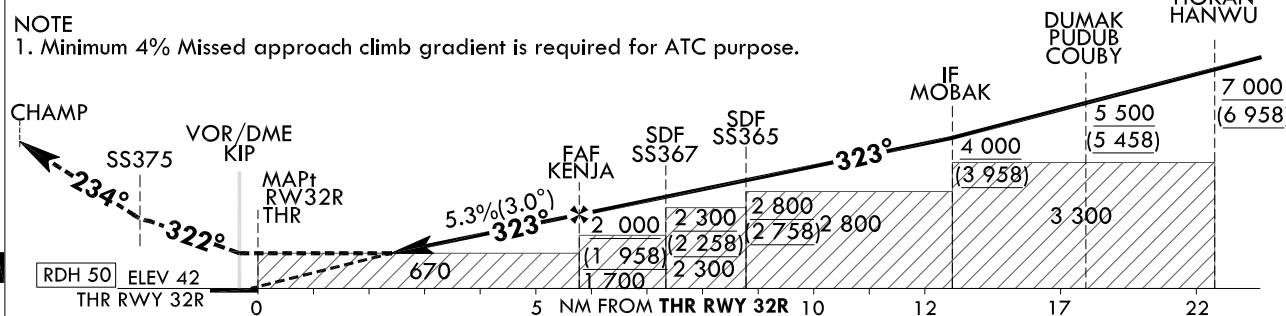 NOTE
1. Minimum 4% Missed approach climb gradient is required for ATC purpose.
HANWU
DUMAK
PUDUB
COUBY
IF
MOBAK
7 000
(6 958
5 500
(5 458)
4 000
(3 958)
CHAMP
SS375
VOR/DME
KIP
MAPt
RW32R
THR
FAF
KENJA
SDF
SS367
SDF
SS365
323°
234°
322°
5.3%(3.0°)
323°
2 000
(1 958)
1 700
2 300
(2 258)
2 300
2 800
(2 758)
2 800
3 300
670
RDH 50
ELEV 42
THR RWY 32R
0
5
NM FROM THR RWY 32R
10
12
17
22